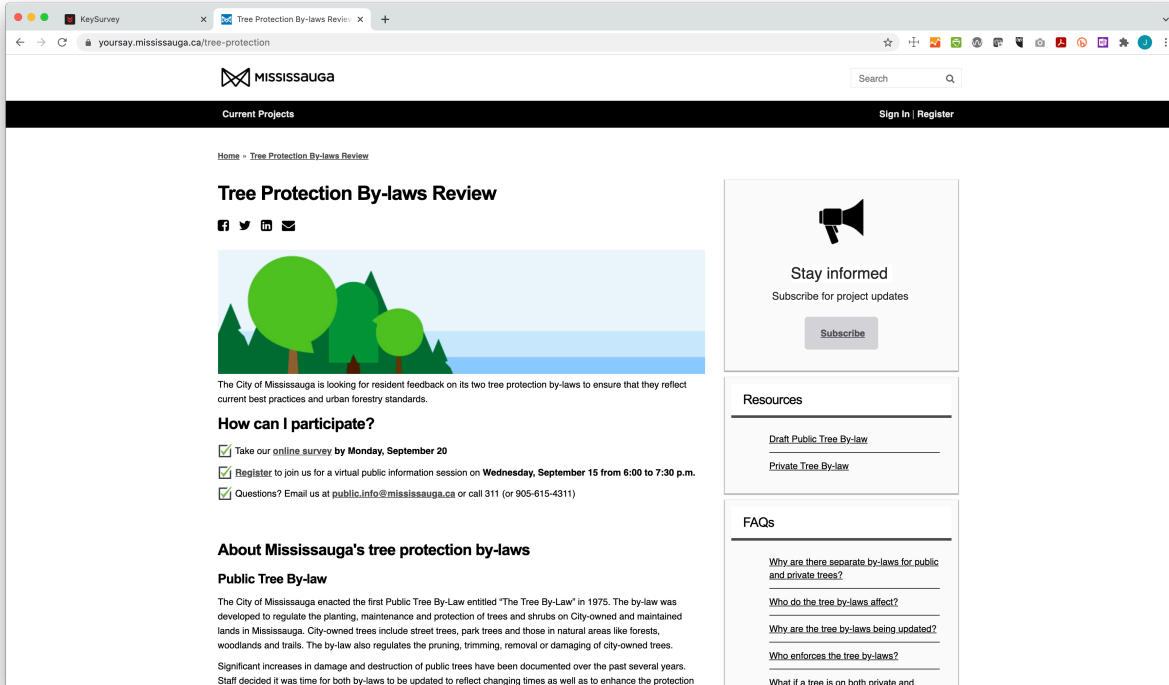 KeySurvey
Tree Protection By-laws Review
yoursay.mississauga.ca/tree-protection
J
MISSISSAUGA
Search
Current Projects
Sign In | Register
Home » Tree Protection By-laws Review
Tree Protection By-laws Review
The City of Mississauga is looking for resident feedback on its two tree protection by-laws to ensure that they reflect
current best practices and urban forestry standards.
How can I participate?
Take our online survey by Monday, September 20
Register to join us for a virtual public information session on Wednesday, September 15 from 6:00 to 7:30 p.m.
Questions? Email us at public.info@mississauga.ca or call 311 (or 905-615-4311)
About Mississauga's tree protection by-laws
Public Tree By-law
The City of Mississauga enacted the first Public Tree By-Law entitled “The Tree By-Law” in 1975. The by-law was
developed to regulate the planting, maintenance and protection of trees and shrubs on City-owned and maintained
lands in Mississauga. City-owned trees include street trees, park trees and those in natural areas like forests,
woodlands and trails. The by-law also regulates the pruning, trimming, removal or damaging of city-owned trees.
Significant increases in damage and destruction of public trees have been documented over the past several years.
Staff decided it was time for both by-laws to be updated to reflect changing times as well as to enhance the protection
Stay informed
Subscribe for project updates
Subscribe
Resources
Draft Public Tree By-law
Private Tree By-law
FAQs
Why are there separate by-laws for public
and private trees?
Who do the tree by-laws affect?
Why are the tree by-laws being updated?
Who enforces the tree by-laws?
What if a tree is on both private and